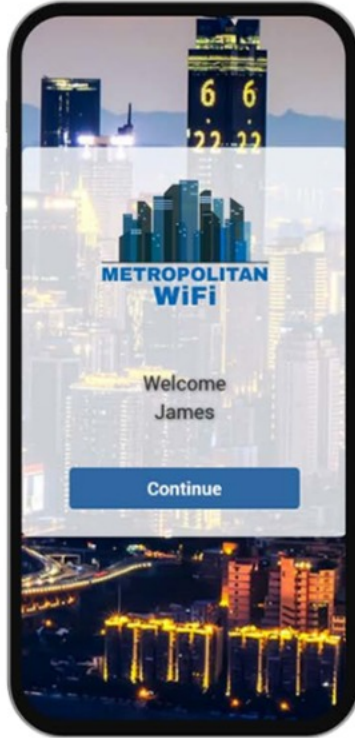 6 6
'22 22
METROPOLITAN
WiFi
Welcome
James
Continue